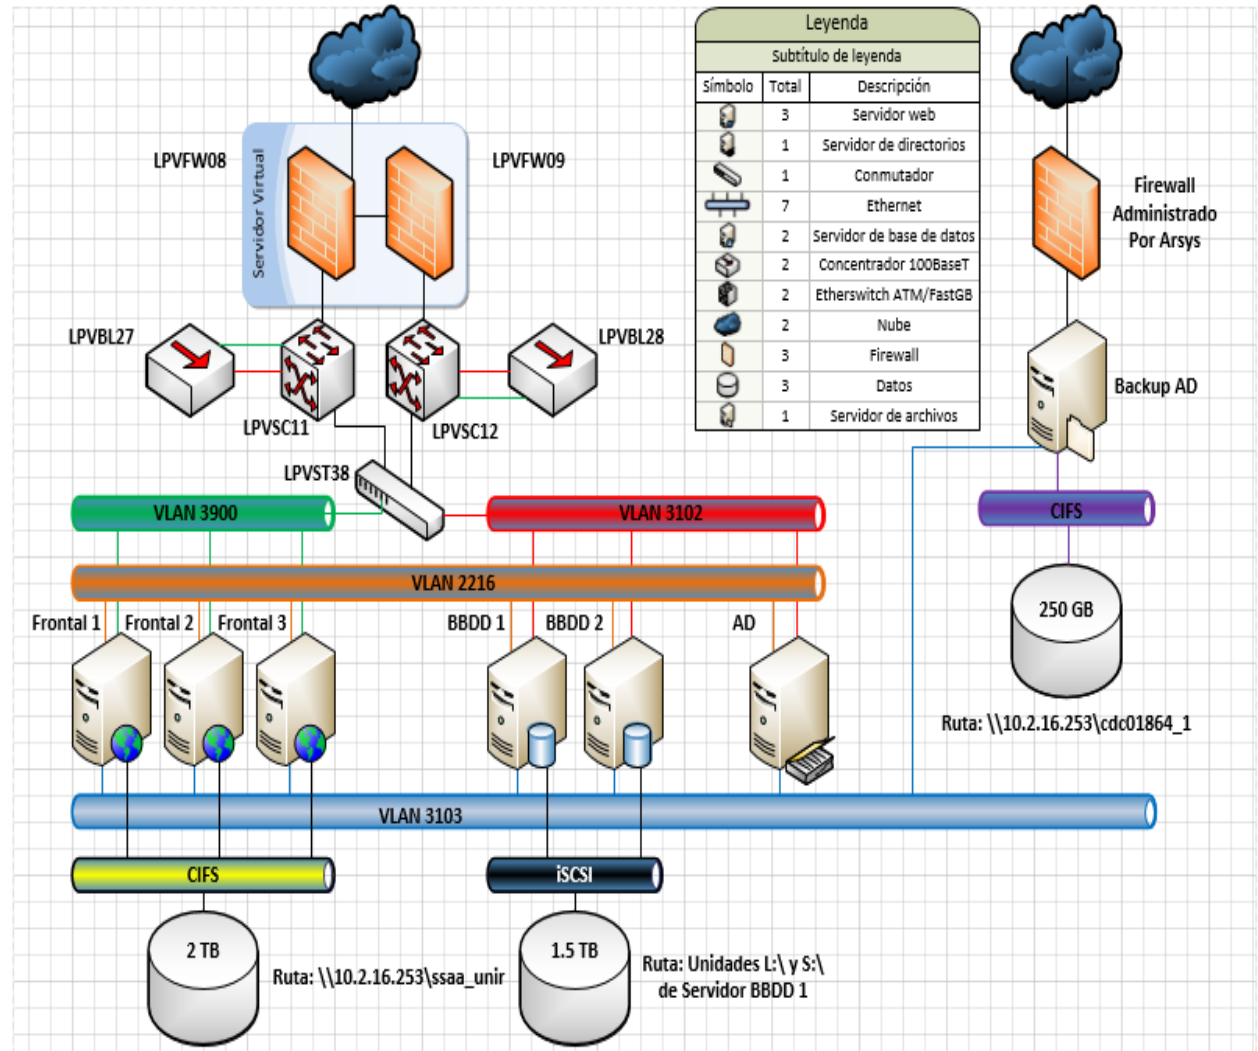 Leyenda
Subtítulo de leyenda
Símbolo Total Descripción
3 Servidor web
1 Servidor de directorios
1 Conmutador
7 Ethernet
2 Servidor de base de datos
2 Concentrador 100BaseT
2 Etherswitch ATM/FastGB
2 Nube
3 Firewall
3 Datos
1 Servidor de archivos
Servidor Virtual
LPVFW08
LPVFW09
Firewall
Administrado
Por Arsys
LPVBL27
LPVBL28
LPVSC11
LPVSC12
Backup AD
LPVST38
VLAN 3900
VLAN 3102
CIFS
VLAN 2216
250 GB
Frontal 1
Frontal 2
Frontal 3
BBDD 1
BBDD 2
AD
Ruta: \\10.2.16.253\cdc01864_1
VLAN 3103
CIFS
iSCSI
2 TB
Ruta: \\10.2.16.253\ssaa_unir
1.5 TB
Ruta: Unidades L:\ y S:\
de Servidor BBDD 1